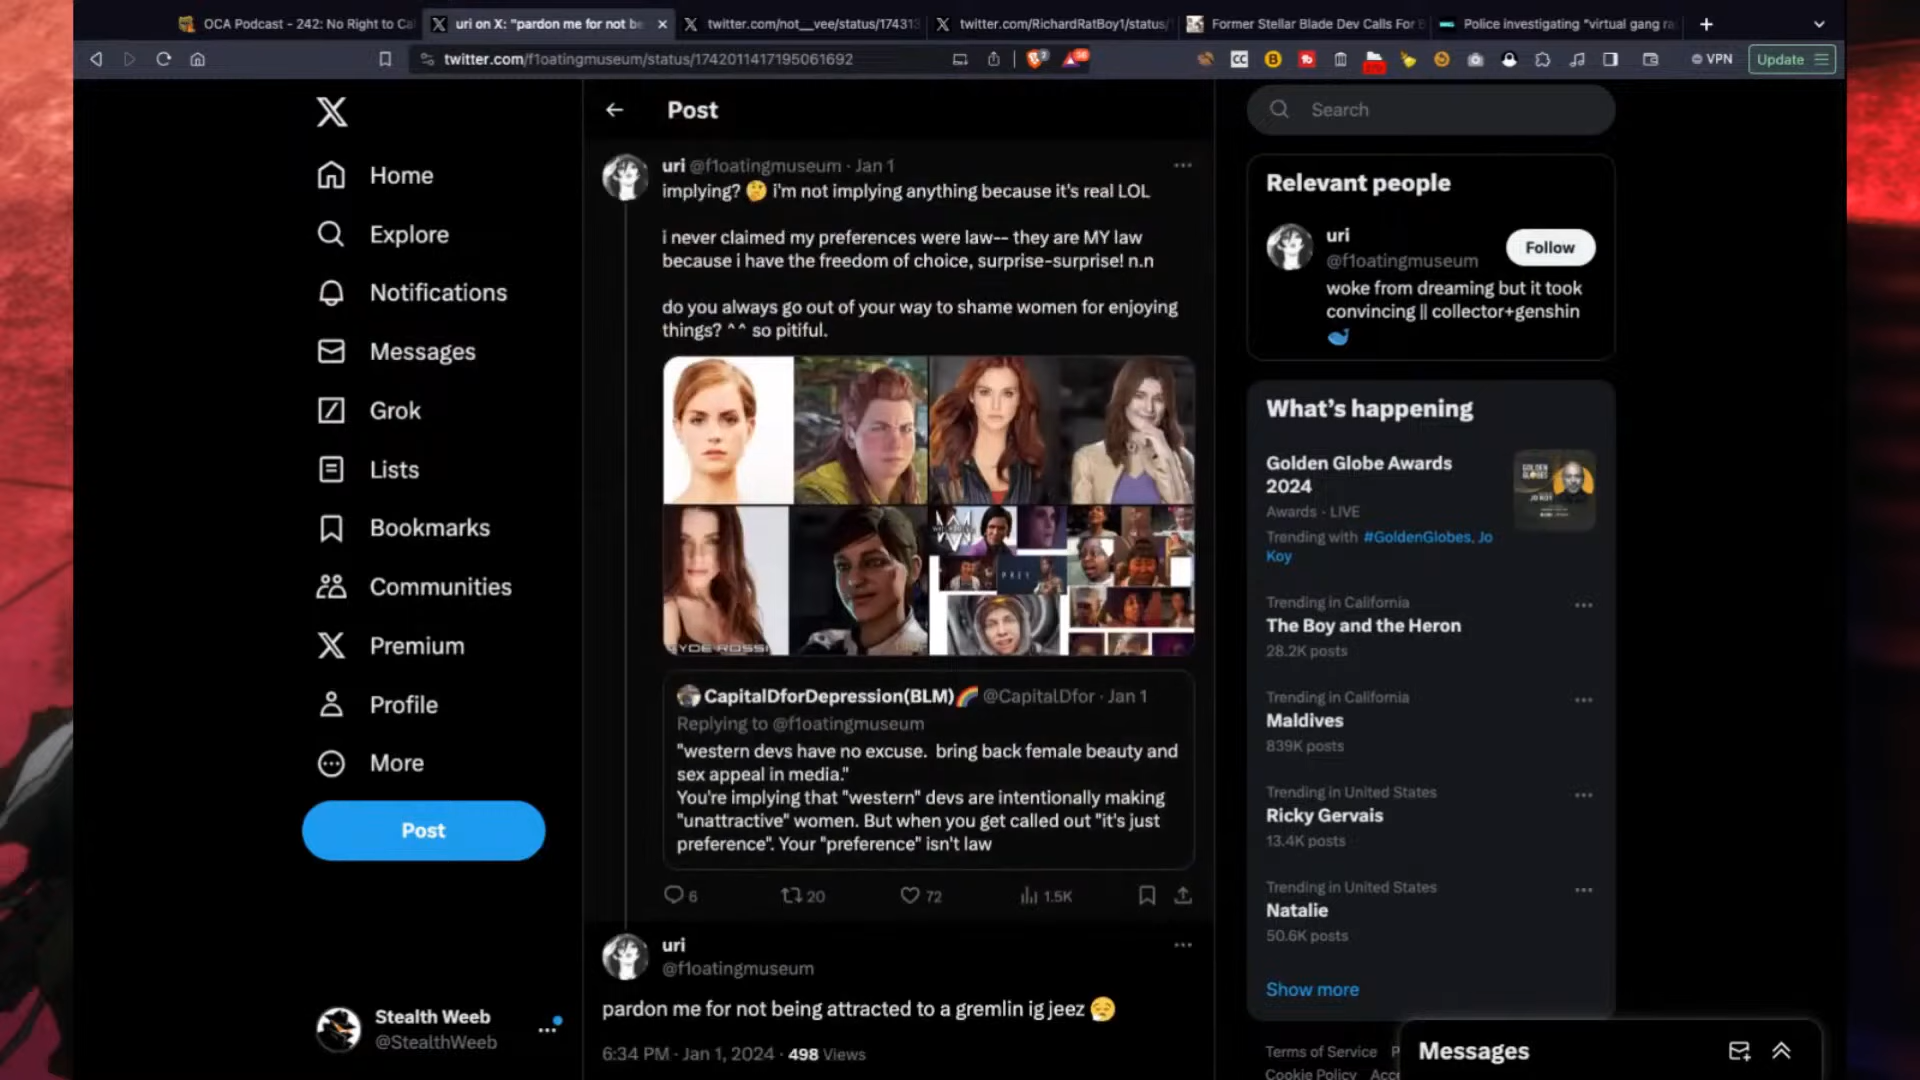 OCA Podcast - 242: No Right to Ca
uri on X: "pardon me for not be
twitter.com/not__vee/status/17431
twitter.com/RichardRatBoy1/status/
Former Stellar Blade Dev Calls For
Police investigating "virtual gang ra
twitter.com/f1oatingmuseum/status/1742011417195061692
VPN
Update
Home
Explore
Notifications
Messages
Grok
Lists
Bookmarks
Communities
Premium
Profile
More
Post
Stealth Weeb
@StealthWeeb
Post
uri @f1oatingmuseum · Jan 1
implying? 🤔 i'm not implying anything because it's real LOL
i never claimed my preferences were law-- they are MY law
because i have the freedom of choice, surprise-surprise! n.n
do you always go out of your way to shame women for enjoying
things? ^^ so pitiful.
PREY
CapitalDforDepression(BLM)🌈 @CapitalDfor · Jan 1
Replying to @f1oatingmuseum
"western devs have no excuse.  bring back female beauty and
sex appeal in media."
You're implying that "western" devs are intentionally making
"unattractive" women. But when you get called out "it's just
preference". Your "preference" isn't law
6
20
72
1.5K
uri
@f1oatingmuseum
pardon me for not being attracted to a gremlin ig jeez 😮‍💨
6:34 PM · Jan 1, 2024 · 498 Views
Search
Relevant people
uri
@f1oatingmuseum
Follow
woke from dreaming but it took
convincing || collector+genshin
🐋
What's happening
Golden Globe Awards
2024
Awards · LIVE
Trending with #GoldenGlobes, Jo
Koy
GOLDEN
GLOBES
JO KOY
Trending in California
The Boy and the Heron
28.2K posts
Trending in California
Maldives
839K posts
Trending in United States
Ricky Gervais
13.4K posts
Trending in United States
Natalie
50.6K posts
Show more
Terms of Service
Cookie Policy
Messages